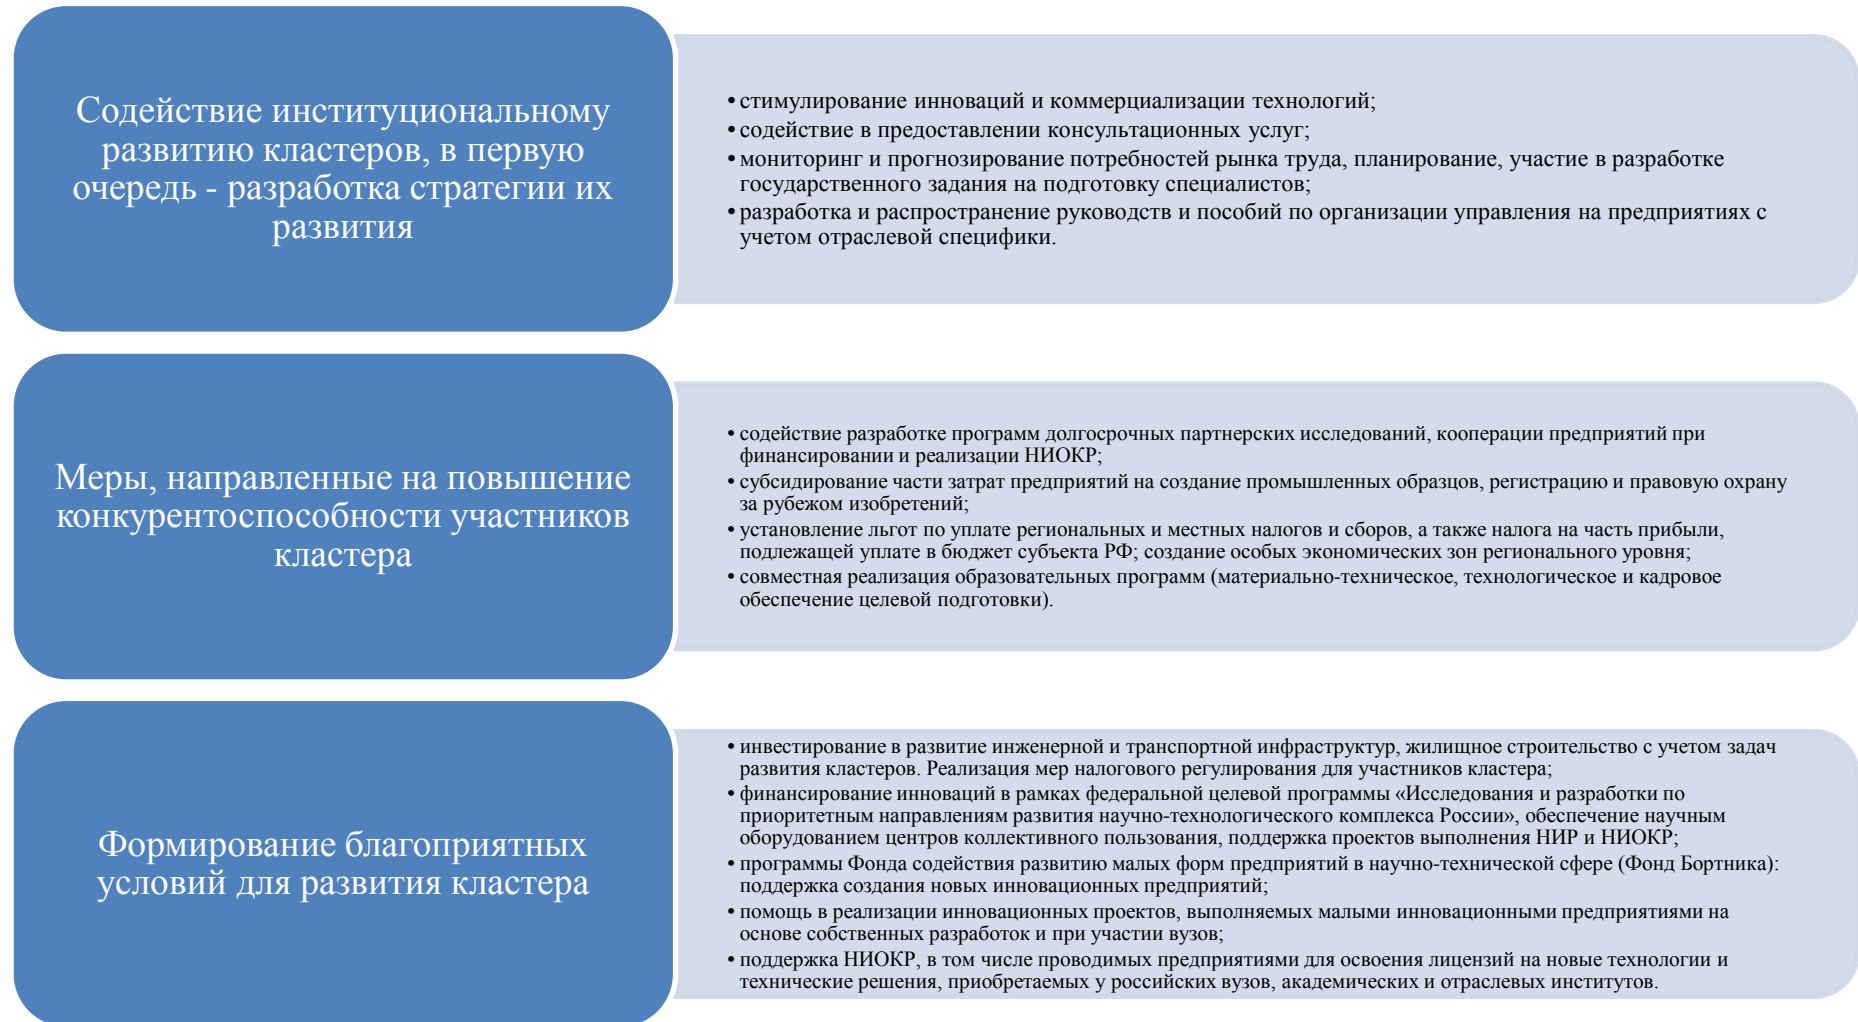 Содействие институциональному
развитию кластеров, в первую
очередь - разработка стратегии их
развития
• стимулирование инноваций и коммерциализации технологий;
• содействие в предоставлении консультационных услуг;
• мониторинг и прогнозирование потребностей рынка труда, планирование, участие в разработке
государственного задания на подготовку специалистов;
• разработка и распространение руководств и пособий по организации управления на предприятиях с
учетом отраслевой специфики.
Меры, направленные на повышение
конкурентоспособности участников
кластера
• содействие разработке программ долгосрочных партнерских исследований, кооперации предприятий при
финансировании и реализации НИОКР;
• субсидирование части затрат предприятий на создание промышленных образцов, регистрацию и правовую охрану
за рубежом изобретений;
• установление льгот по уплате региональных и местных налогов и сборов, а также налога на часть прибыли,
подлежащей уплате в бюджет субъекта РФ; создание особых экономических зон регионального уровня;
• совместная реализация образовательных программ (материально-техническое, технологическое и кадровое
обеспечение целевой подготовки).
Формирование благоприятных
условий для развития кластера
• инвестирование в развитие инженерной и транспортной инфраструктур, жилищное строительство с учетом задач
развития кластеров. Реализация мер налогового регулирования для участников кластера;
• финансирование инноваций в рамках федеральной целевой программы «Исследования и разработки по
приоритетным направлениям развития научно-технологического комплекса России», обеспечение научным
оборудованием центров коллективного пользования, поддержка проектов выполнения НИР и НИОКР;
• программы Фонда содействия развитию малых форм предприятий в научно-технической сфере (Фонд Бортника):
поддержка создания новых инновационных предприятий;
• помощь в реализации инновационных проектов, выполняемых малыми инновационными предприятиями на
основе собственных разработок и при участии вузов;
• поддержка НИОКР, в том числе проводимых предприятиями для освоения лицензий на новые технологии и
технические решения, приобретаемых у российских вузов, академических и отраслевых институтов.